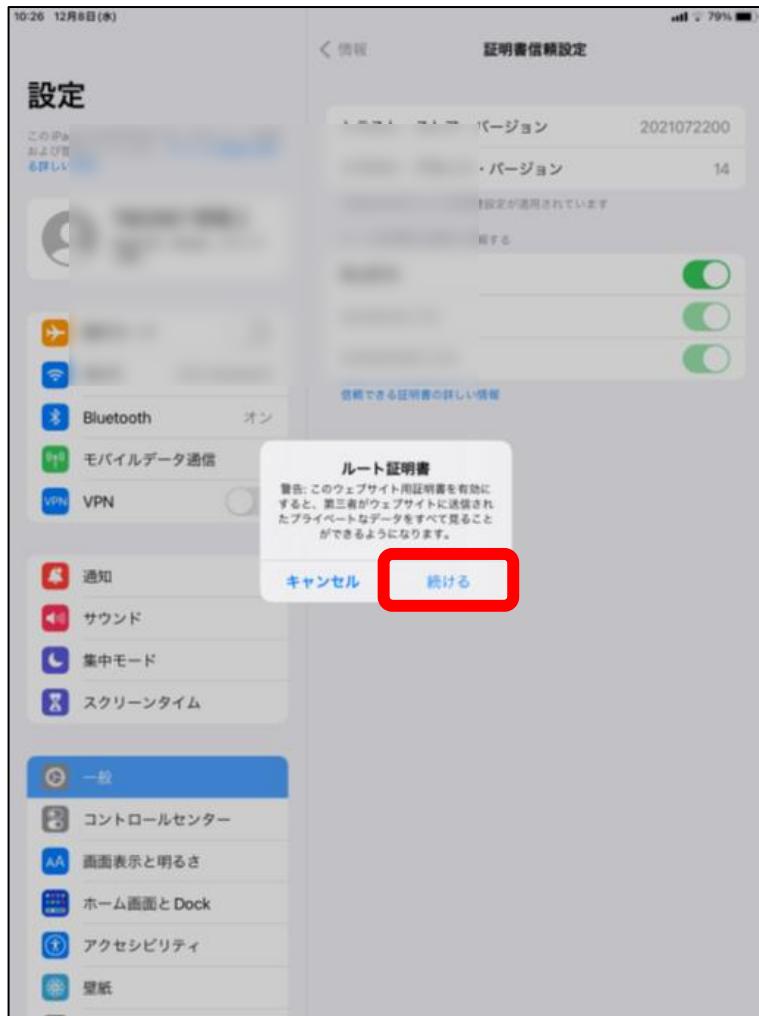 10:26 12月8日(水)
79%
情報
証明書信頼設定
設定
この iPa
および管
る詳しい
バージョン 2021072200
・バージョン 14
設定が適用されています
頼する
信頼できる証明書の詳しい情報
Bluetooth オン
モバイルデータ通信
VPN VPN
ルート証明書
警告: このウェブサイト用証明書を有効に
すると、第三者がウェブサイトに送信され
たプライベートなデータをすべて見ること
ができるようになります。
キャンセル 続ける
通知
サウンド
集中モード
スクリーンタイム
一般
コントロールセンター
AA 画面表示と明るさ
ホーム画面とDock
アクセシビリティ
壁紙